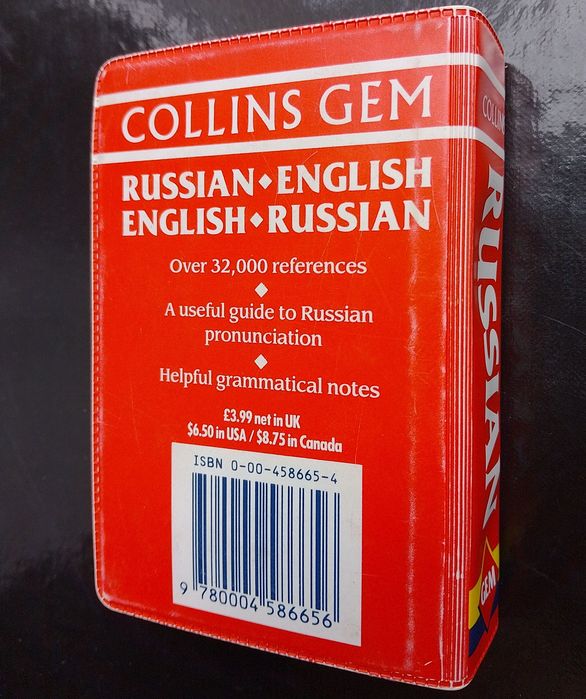 COLLINS GEM
RUSSIAN◆ENGLISH
ENGLISH◆RUSSIAN
Over 32,000 references
◆
A useful guide to Russian
pronunciation
◆
Helpful grammatical notes
£3.99 net in UK
$6.50 in USA / $8.75 in Canada
ISBN 0-00-458665-4
9 780004 586656
COLLINS
RUSSIAN
GEM